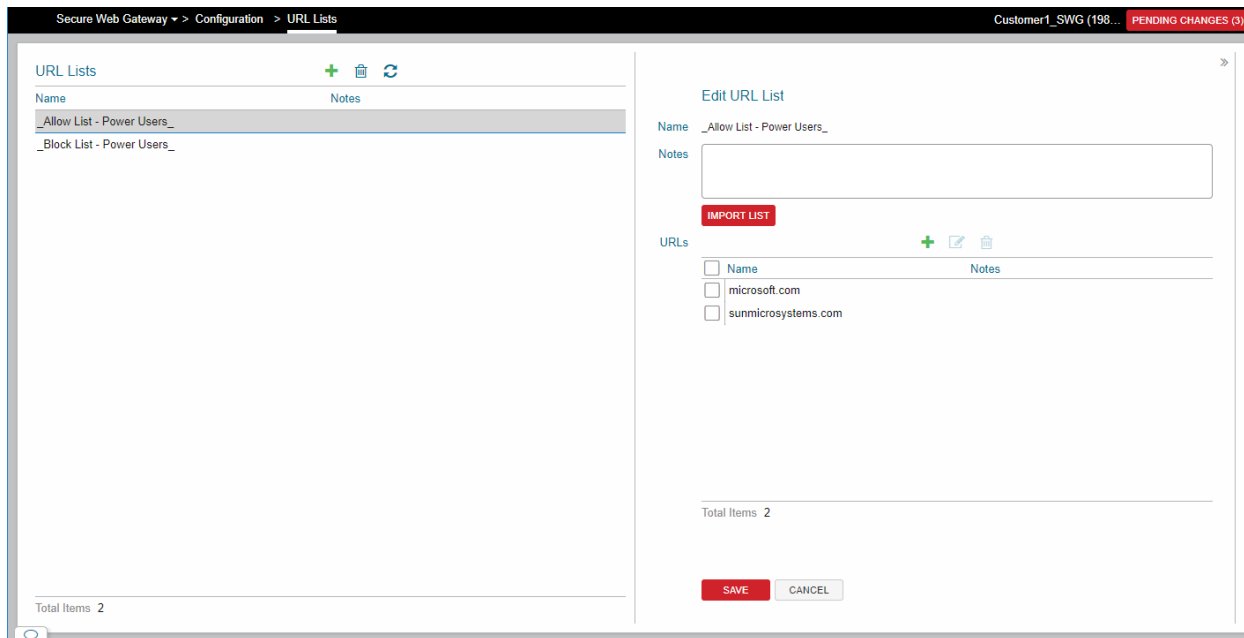 Secure Web Gateway > Configuration > URL Lists
Customer1_SWG (198... PENDING CHANGES (3)
URL Lists
Name Notes
_Allow List - Power Users_
_Block List - Power Users_
Total Items 2
Edit URL List
Name _Allow List - Power Users_
Notes
IMPORT LIST
URLs
Name Notes
microsoft.com
sunmicrosystems.com
Total Items 2
SAVE CANCEL